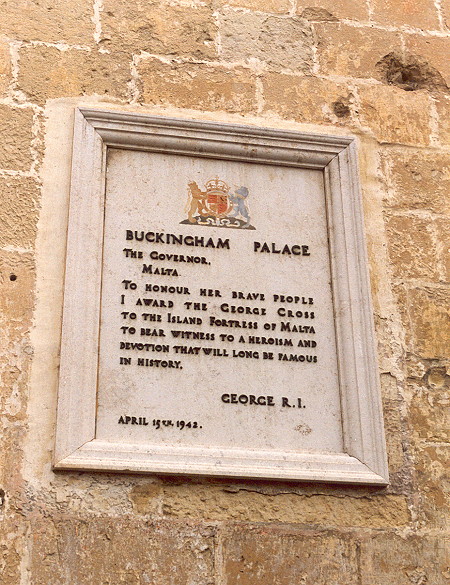 BUCKINGHAM PALACE
THE GOVERNOR,
MALTA
TO HONOUR HER BRAVE PEOPLE
I AWARD THE GEORGE CROSS
TO THE ISLAND FORTRESS OF MALTA
TO BEAR WITNESS TO A HEROISM AND
DEVOTION THAT WILL LONG BE FAMOUS
IN HISTORY.
GEORGE R.I.
APRIL 15TH. 1942.